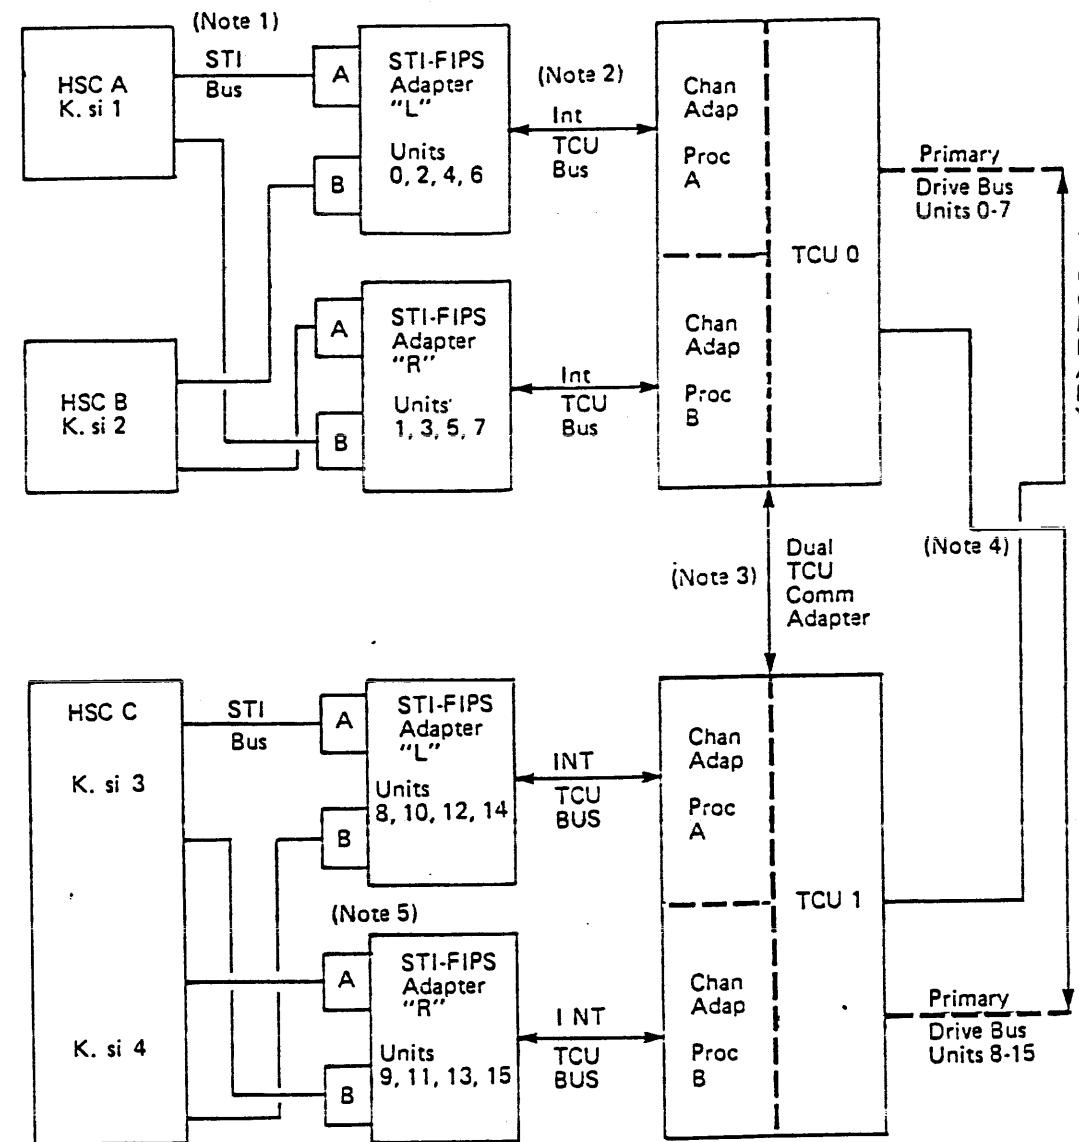 (Note 1)
HSC A
K. si 1
STI
Bus
A
B
STI-FIPS
Adapter
"L"
Units
0, 2, 4, 6
(Note 2)
Int
TCU
Bus
Chan
Adap
Proc
A
TCU 0
Primary
Drive Bus
Units 0-7
HSC B
K. si 2
A
B
STI-FIPS
Adapter
"R"
Units
1, 3, 5, 7
Int
TCU
Bus
Chan
Adap
Proc
B
(Note 3)
Dual
TCU
Comm
Adapter
(Note 4)
HSC C
K. si 3
K. si 4
STI
Bus
A
B
STI-FIPS
Adapter
"L"
Units
8, 10, 12, 14
INT
TCU
BUS
Chan
Adap
Proc
A
TCU 1
(Note 5)
A
B
STI-FIPS
Adapter
"R"
Units
9, 11, 13, 15
INT
TCU
BUS
Chan
Adap
Proc
B
Primary
Drive Bus
Units 8-15